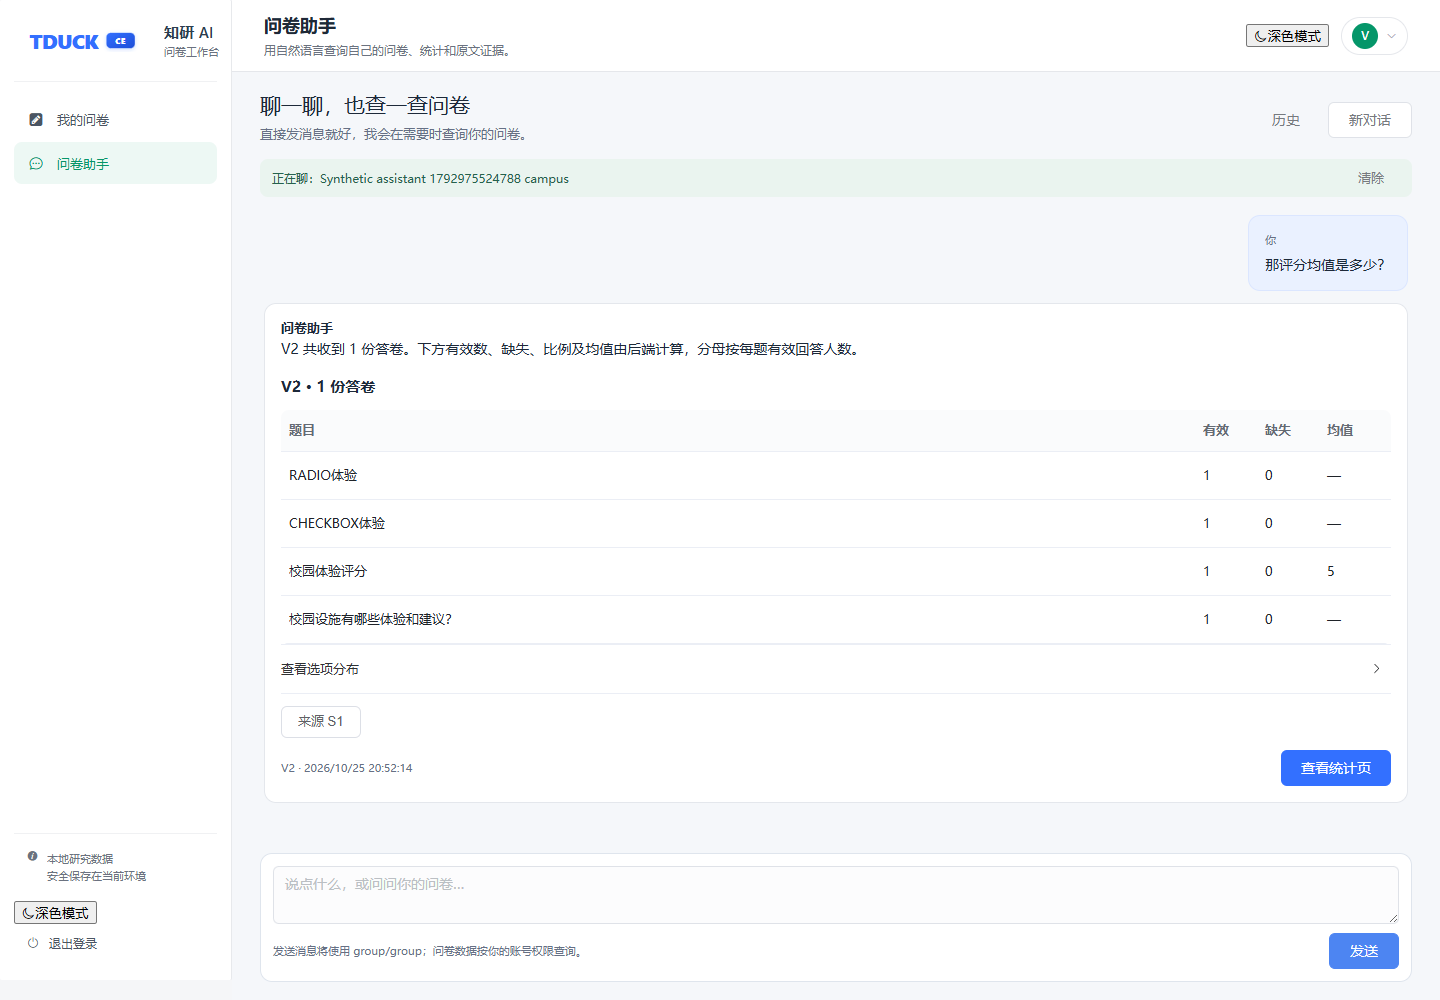 TDUCK CE
知研 AI
问卷工作台
我的问卷
问卷助手
本地研究数据
安全保存在当前环境
深色模式
退出登录
问卷助手
用自然语言查询自己的问卷、统计和原文证据。
深色模式
V
聊一聊，也查一查问卷
直接发消息就好，我会在需要时查询你的问卷。
历史
新对话
正在聊：Synthetic assistant 1792975524788 campus
清除
你
那评分均值是多少？
问卷助手
V2 共收到 1 份答卷。下方有效数、缺失、比例及均值由后端计算，分母按每题有效回答人数。
V2 • 1 份答卷
题目 有效 缺失 均值
RADIO体验 1 0 —
CHECKBOX体验 1 0 —
校园体验评分 1 0 5
校园设施有哪些体验和建议？ 1 0 —
查看选项分布
来源 S1
V2 · 2026/10/25 20:52:14
查看统计页
说点什么，或问问你的问卷...
发送消息将使用 group/group；问卷数据按你的账号权限查询。
发送